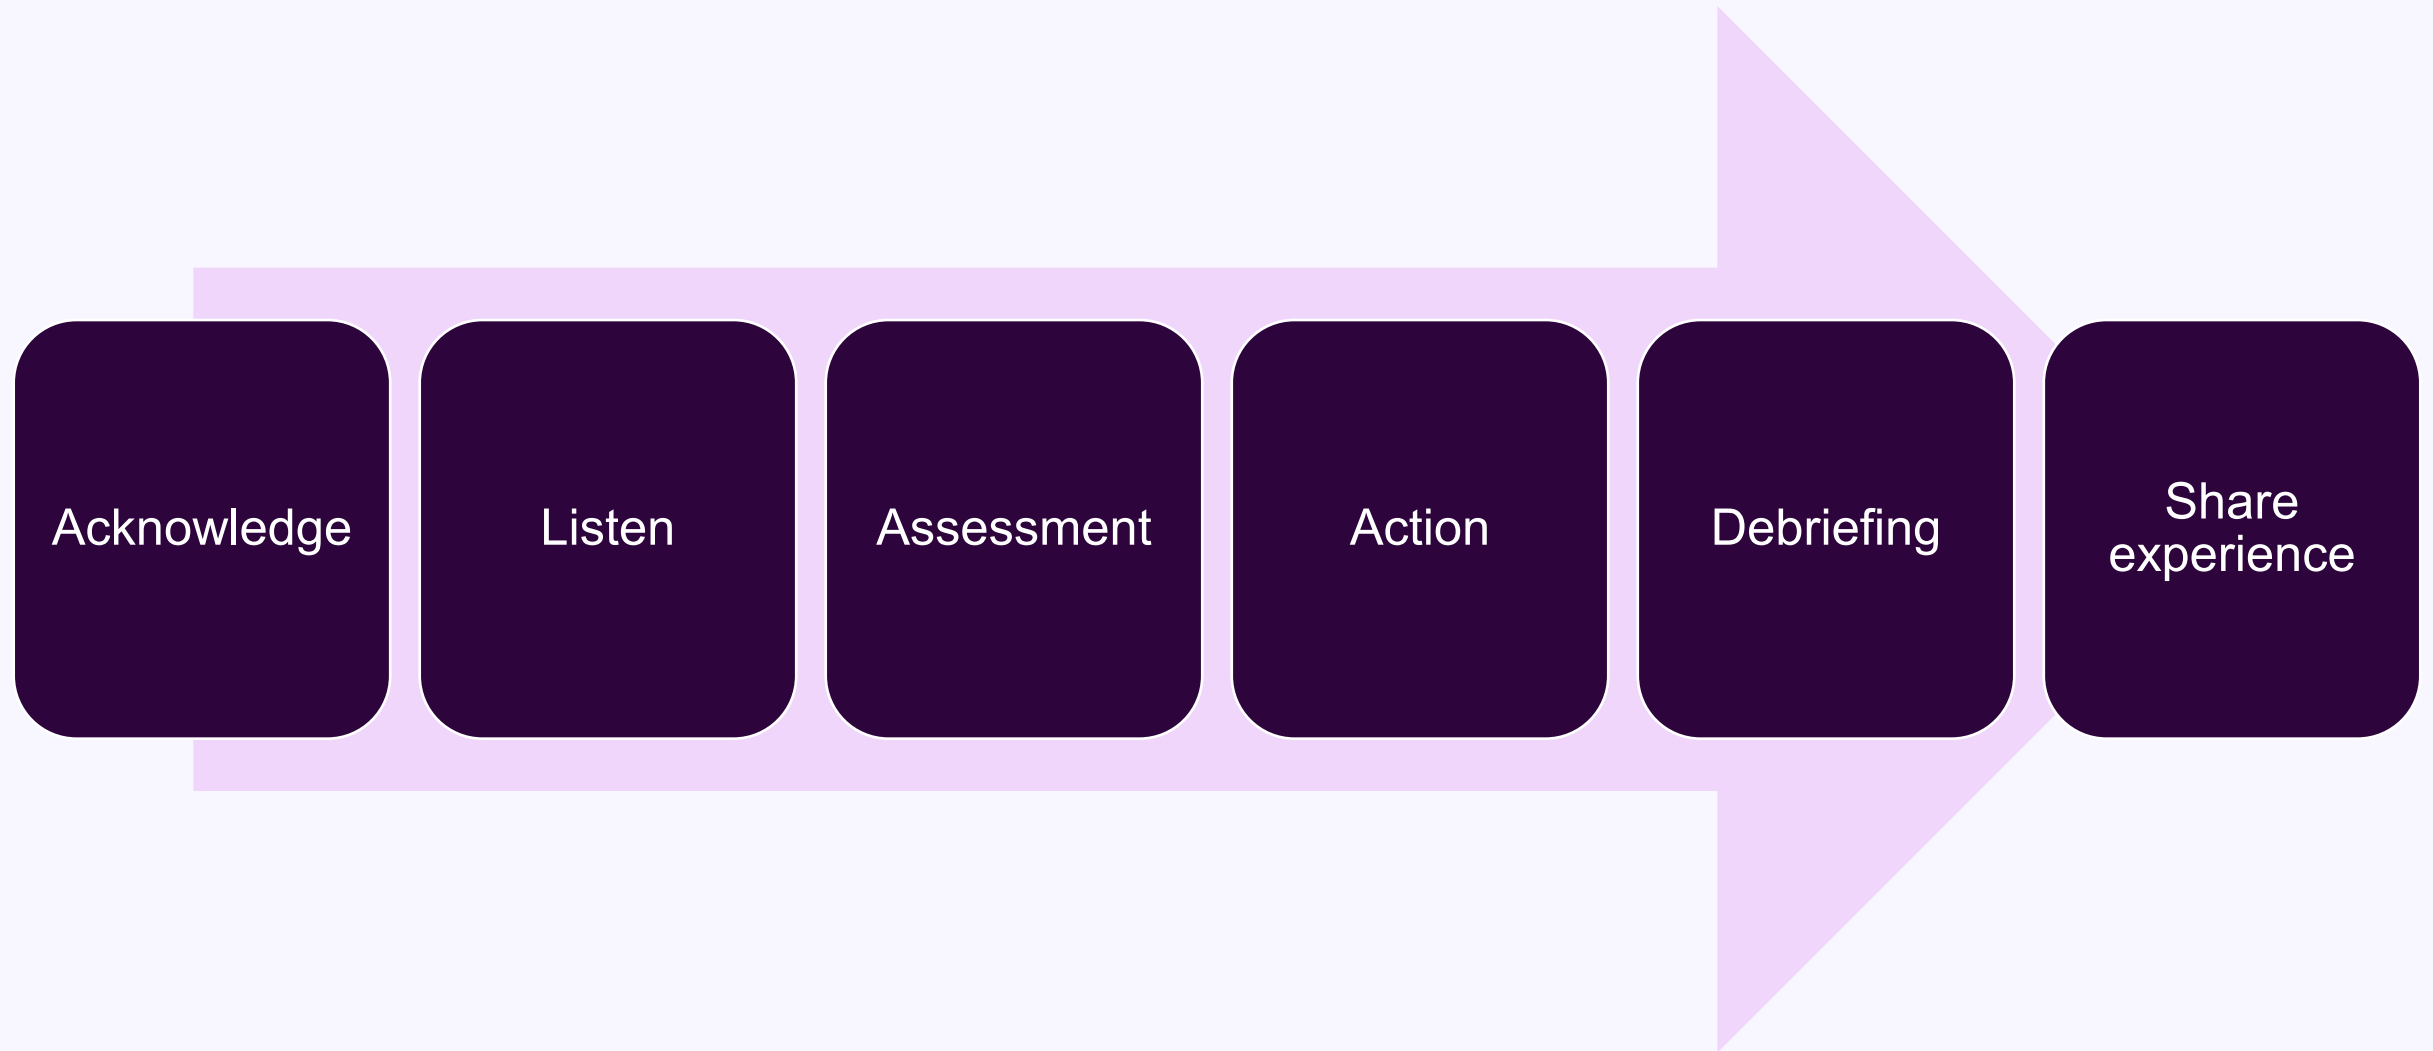 Acknowledge
Listen
Assessment
Action
Debriefing
Share
experience